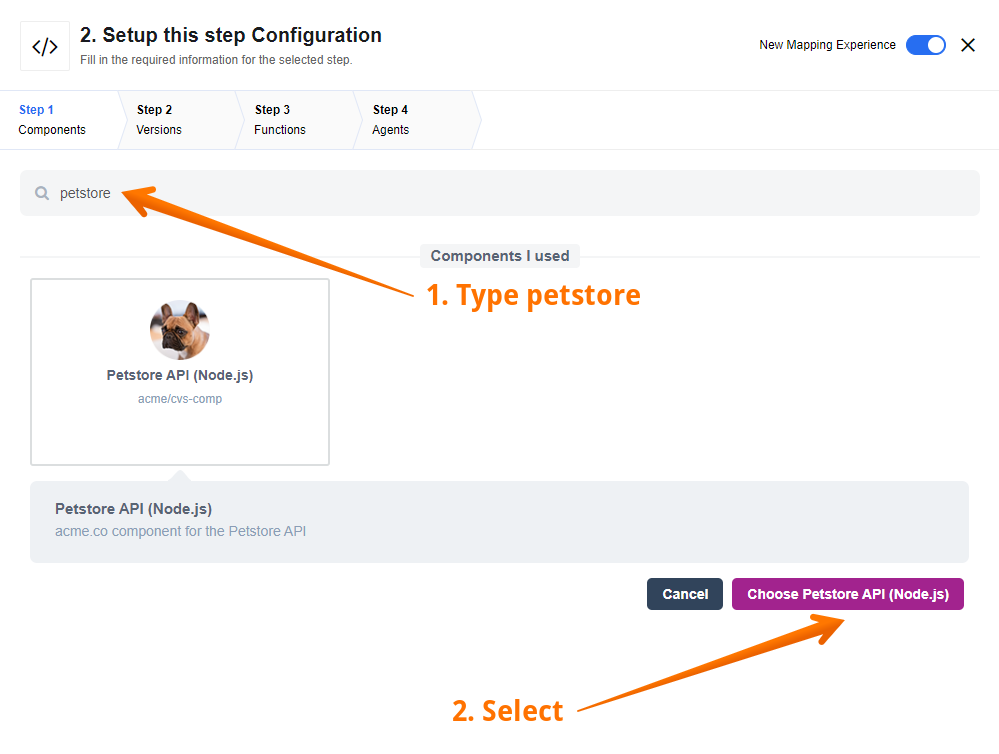 </>
2. Setup this step Configuration
Fill in the required information for the selected step.
New Mapping Experience
Step 1
Components
Step 2
Versions
Step 3
Functions
Step 4
Agents
petstore
Components I used
1. Type petstore
Petstore API (Node.js)
acme/cvs-comp
Petstore API (Node.js)
acme.co component for the Petstore API
Cancel
Choose Petstore API (Node.js)
2. Select